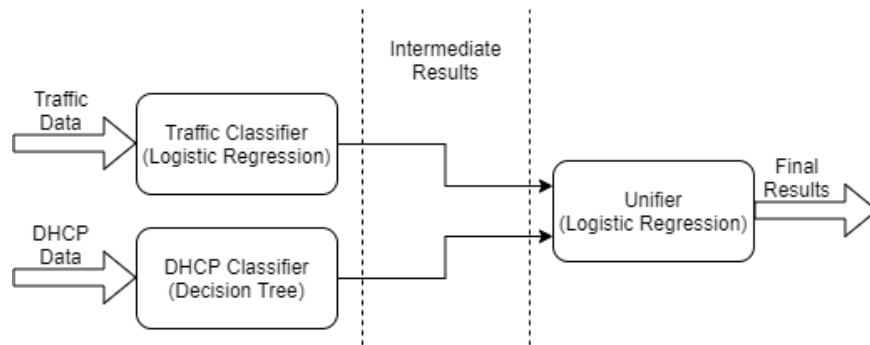 Intermediate
Results
Traffic
Data
Traffic Classifier
(Logistic Regression)
DHCP
Data
DHCP Classifier
(Decision Tree)
Unifier
(Logistic Regression)
Final
Results